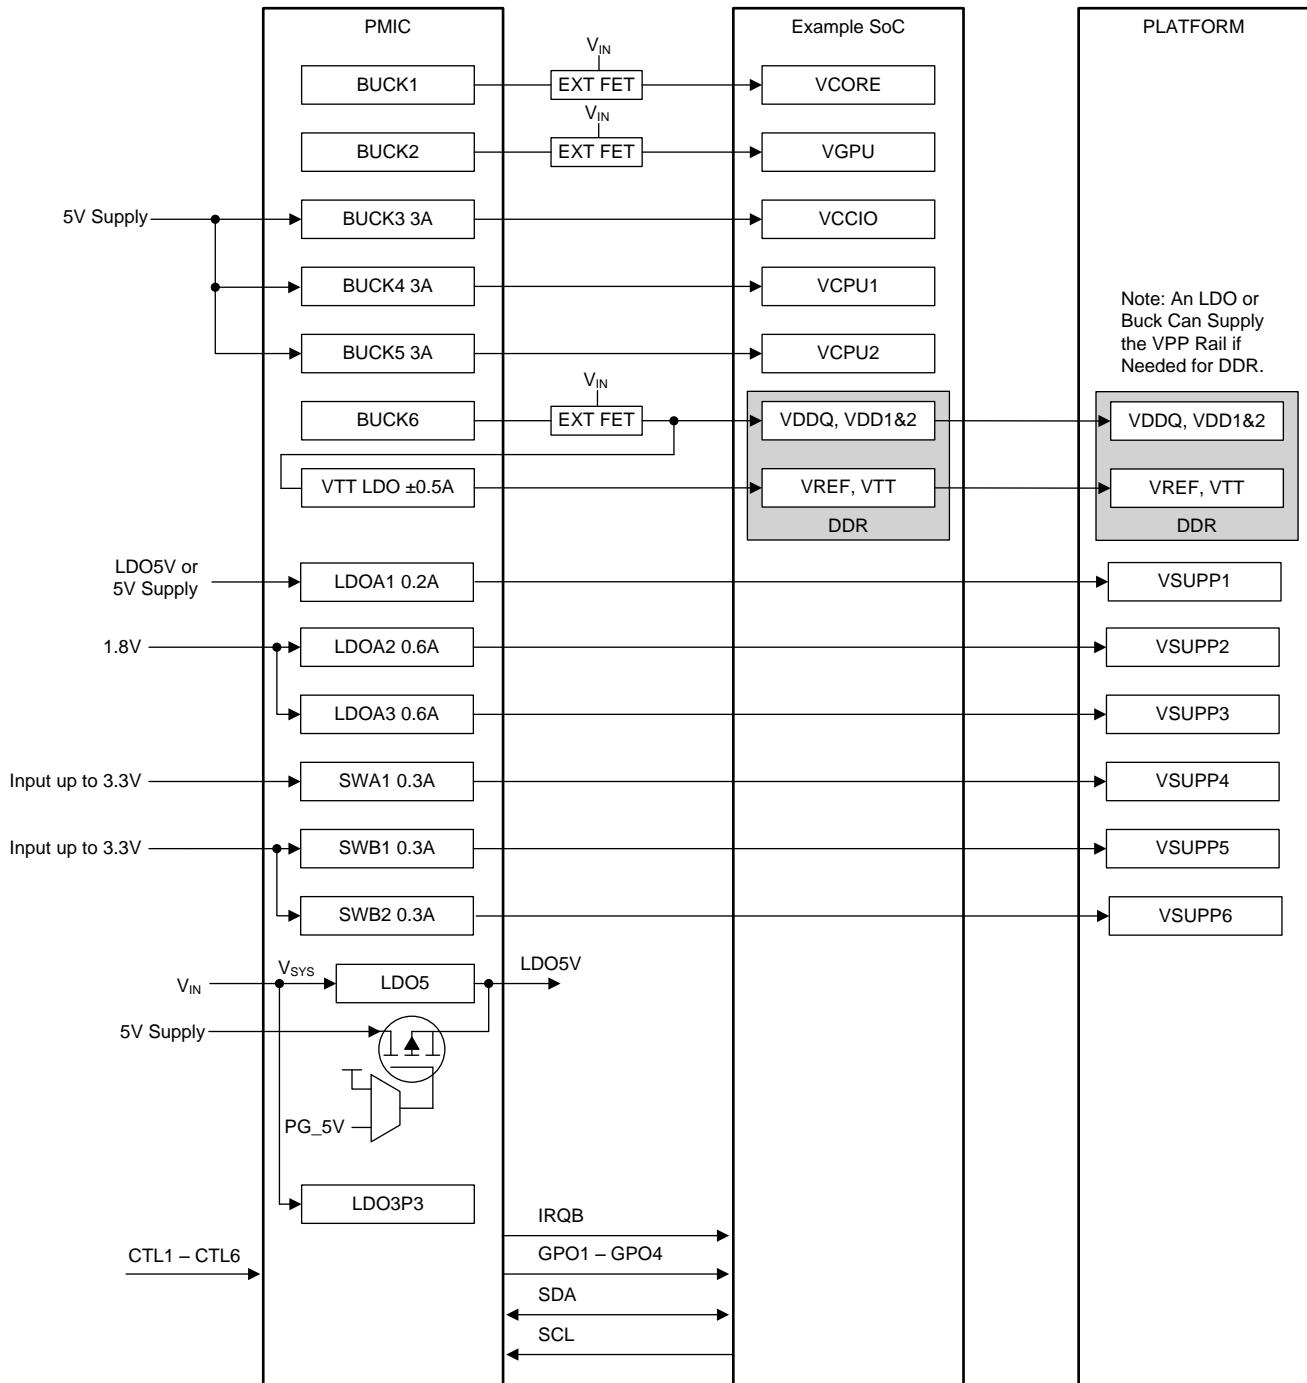 PMIC
Example SoC
PLATFORM
VIN
BUCK1
EXT FET
VCORE
VIN
BUCK2
EXT FET
VGPU
5V Supply
BUCK3 3A
VCCIO
BUCK4 3A
VCPU1
Note: An LDO or
Buck Can Supply
the VPP Rail if
Needed for DDR.
BUCK5 3A
VCPU2
VIN
BUCK6
EXT FET
VDDQ, VDD1&2
VDDQ, VDD1&2
VTT LDO ±0.5A
VREF, VTT
VREF, VTT
DDR
DDR
LDO5V or
5V Supply
LDOA1 0.2A
VSUPP1
1.8V
LDOA2 0.6A
VSUPP2
LDOA3 0.6A
VSUPP3
Input up to 3.3V
SWA1 0.3A
VSUPP4
Input up to 3.3V
SWB1 0.3A
VSUPP5
SWB2 0.3A
VSUPP6
VIN
VSYS
LDO5
LDO5V
5V Supply
PG_5V
LDO3P3
IRQB
CTL1 – CTL6
GPO1 – GPO4
SDA
SCL